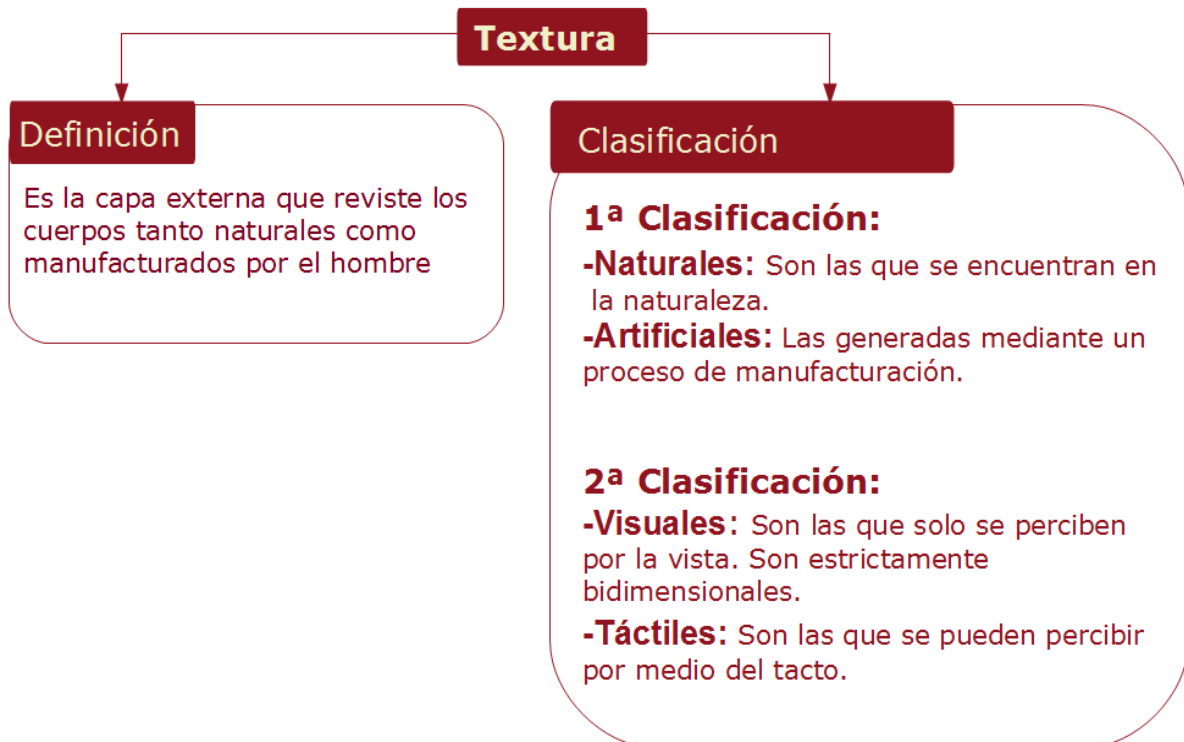 Textura
Definición
Es la capa externa que reviste los
cuerpos tanto naturales como
manufacturados por el hombre
Clasificación
1ª Clasificación:
-Naturales: Son las que se encuentran en
la naturaleza.
-Artificiales: Las generadas mediante un
proceso de manufacturación.
2ª Clasificación:
-Visuales: Son las que solo se perciben
por la vista. Son estrictamente
bidimensionales.
-Táctiles: Son las que se pueden percibir
por medio del tacto.